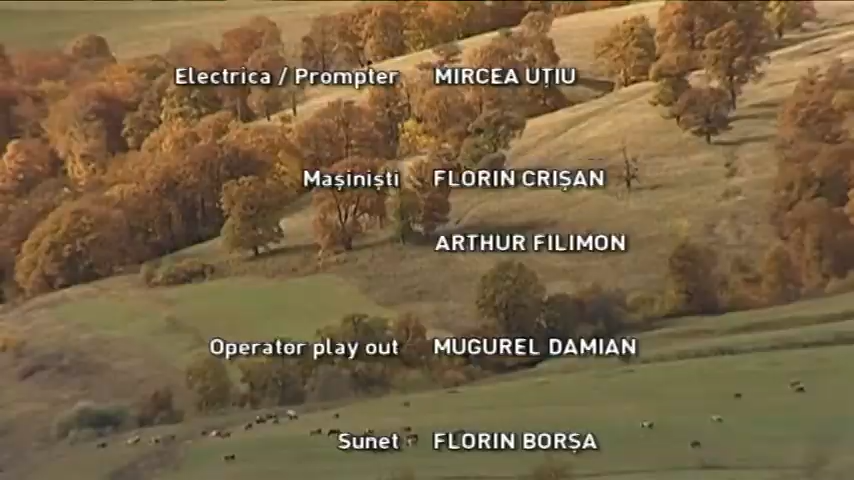 Electrica / Prompter MIRCEA UȚIU
Mașiniști FLORIN CRIȘAN
ARTHUR FILIMON
Operator play out MUGUREL DAMIAN
Sunet FLORIN BORȘA